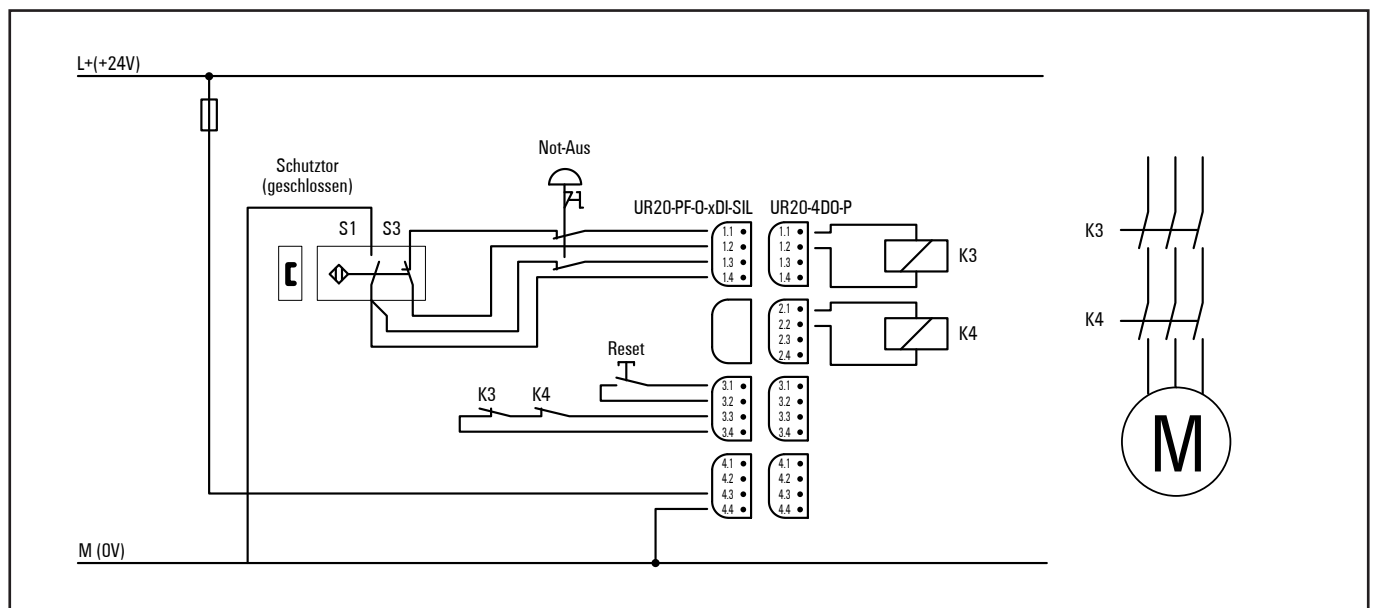 L+(+24V)
Not-Aus
Schutztor
(geschlossen)
S1 S3
UR20-PF-O-xDI-SIL UR20-4DO-P
1.1
1.2
1.3
1.4
1.1
1.2
1.3
1.4
K3
2.1
2.2
2.3
2.4
K4
Reset
K3 K4
3.1
3.2
3.3
3.4
3.1
3.2
3.3
3.4
4.1
4.2
4.3
4.4
4.1
4.2
4.3
4.4
M (0V)
K3
K4
M